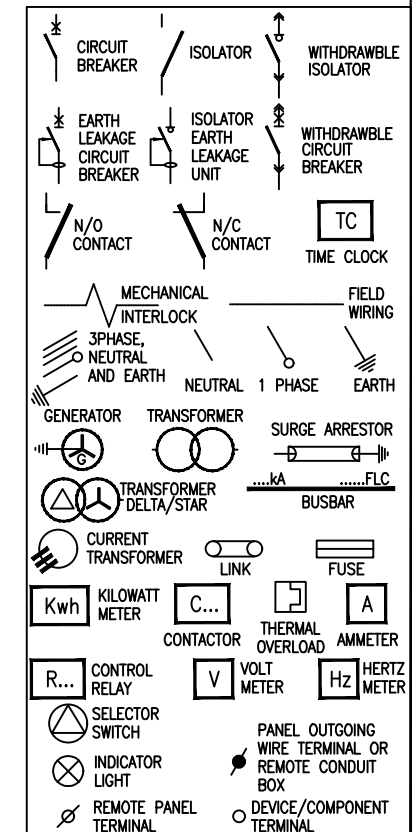 CIRCUIT
BREAKER
ISOLATOR
WITHDRAWBLE
ISOLATOR
EARTH
LEAKAGE
CIRCUIT
BREAKER
ISOLATOR
EARTH
LEAKAGE
UNIT
WITHDRAWBLE
CIRCUIT
BREAKER
N/O
CONTACT
N/C
CONTACT
TC
TIME CLOCK
MECHANICAL
INTERLOCK
FIELD
WIRING
3PHASE,
NEUTRAL
AND EARTH
NEUTRAL
1 PHASE
EARTH
GENERATOR
G
TRANSFORMER
SURGE ARRESTOR
TRANSFORMER
DELTA/STAR
....kA
......FLC
BUSBAR
CURRENT
TRANSFORMER
LINK
FUSE
Kwh
KILOWATT
METER
C...
CONTACTOR
THERMAL
OVERLOAD
A
AMMETER
R...
CONTROL
RELAY
V
VOLT
METER
Hz
HERTZ
METER
SELECTOR
SWITCH
INDICATOR
LIGHT
PANEL OUTGOING
WIRE TERMINAL OR
REMOTE CONDUIT
BOX
REMOTE PANEL
TERMINAL
DEVICE/COMPONENT
TERMINAL